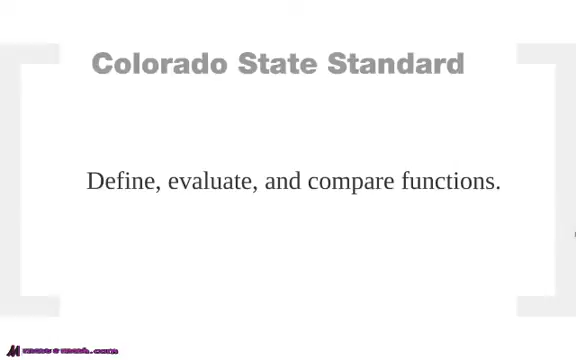 Colorado State Standard
Define, evaluate, and compare functions.